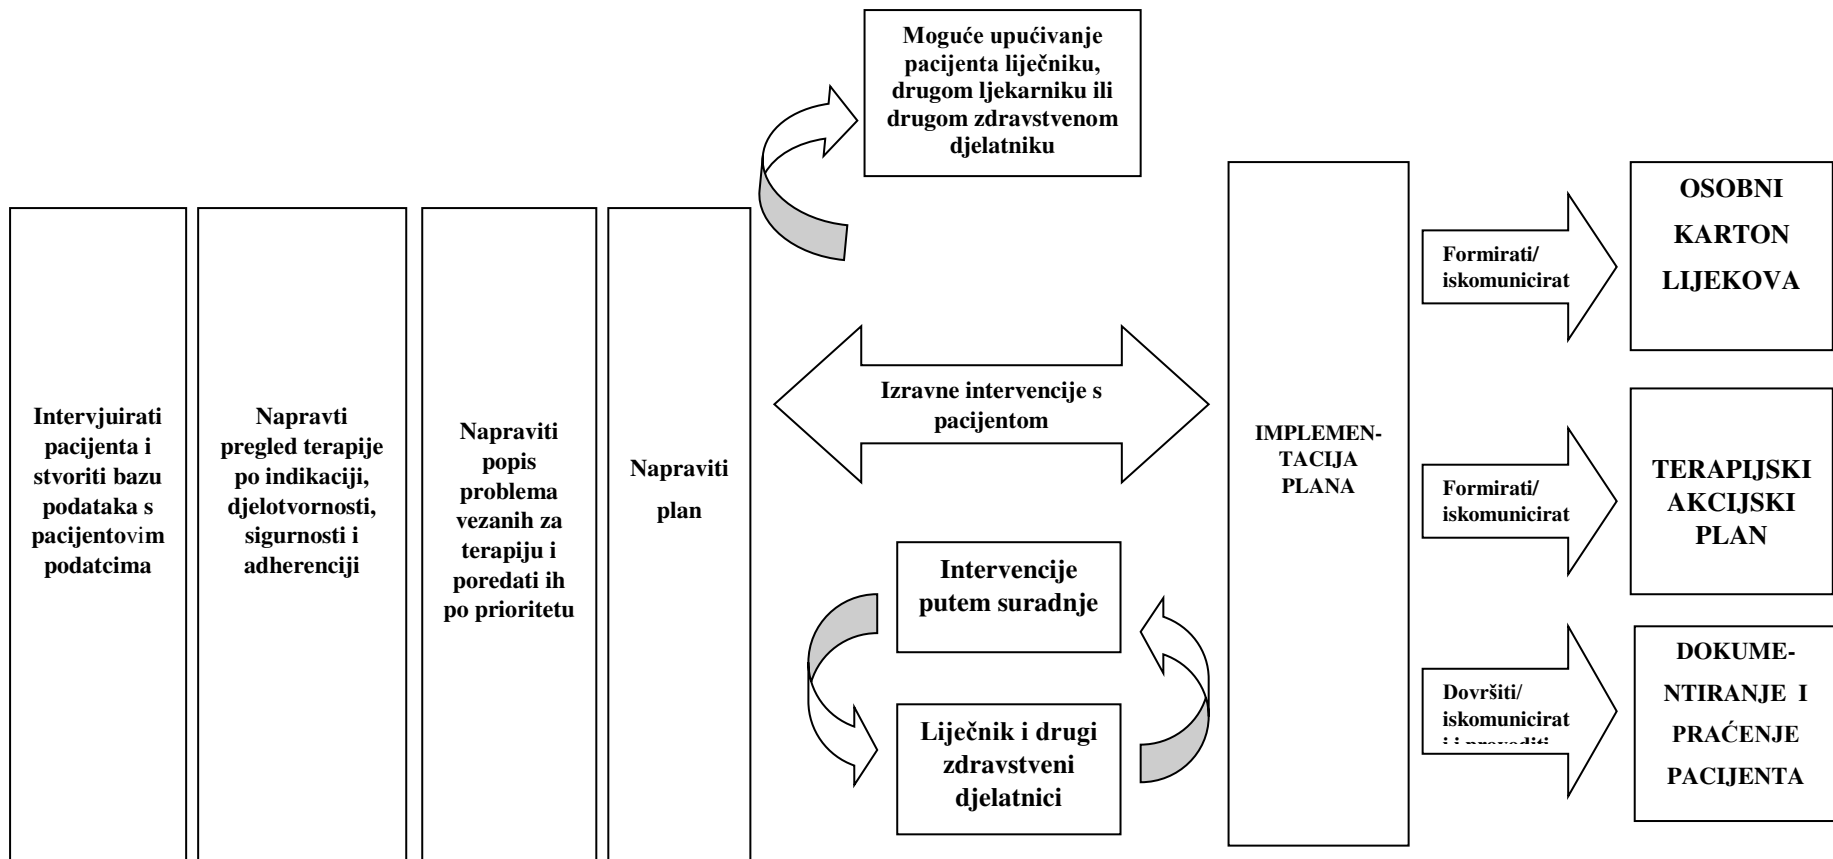 Moguće upućivanje
pacijenta liječniku,
drugom ljekarniku ili
drugom zdravstvenom
djelatniku
Intervjuirati
pacijenta i
stvoriti bazu
podataka s
pacijentovim
podatcima
Napravti
pregled terapije
po indikaciji,
djelotvornosti,
sigurnosti i
adherenciji
Napraviti
popis
problema
vezanih za
terapiju i
poredati ih
po prioritetu
Napraviti
plan
Izravne intervencije s
pacijentom
Intervencije
putem suradnje
Liječnik i drugi
zdravstveni
djelatnici
IMPLEMEN-
TACIJA
PLANA
Formirati/
iskomunicirat
OSOBNI
KARTON
LIJEKOVA
Formirati/
iskomunicirat
TERAPIJSKI
AKCIJSKI
PLAN
Dovršiti/
iskomunicirat
i i provoditi
DOKUME-
NTIRANJE I
PRAĆENJE
PACIJENTA